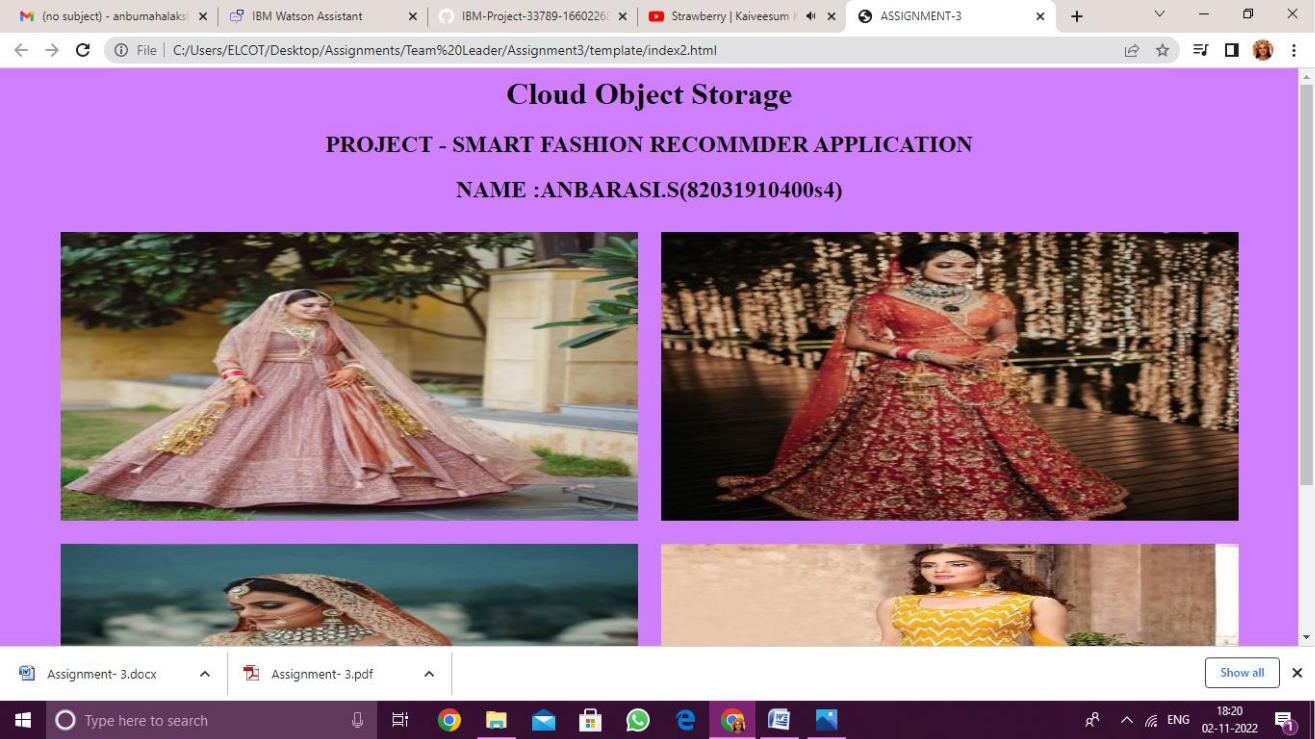 (no subject) - anbumahalaks
IBM Watson Assistant
IBM-Project-33789-1660226
Strawberry | Kaiveesum
ASSIGNMENT-3
File
C:/Users/ELCOT/Desktop/Assignments/Team%20Leader/Assignment3/template/index2.html
Cloud Object Storage
PROJECT - SMART FASHION RECOMMDER APPLICATION
NAME :ANBARASI.S(82031910400s4)
Assignment- 3.docx
Assignment- 3.pdf
Show all
Type here to search
ENG
18:20
02-11-2022
1